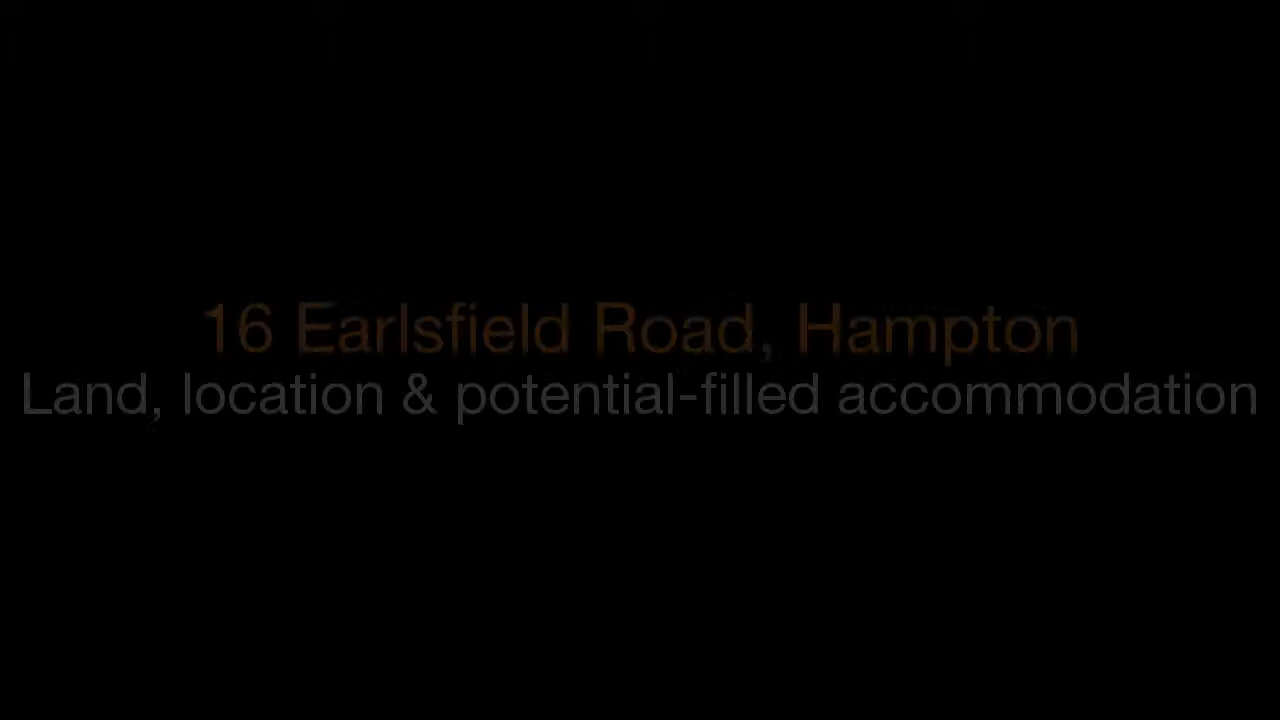 16 Earlsfield Road, Hampton
Land, location & potential-filled accommodation